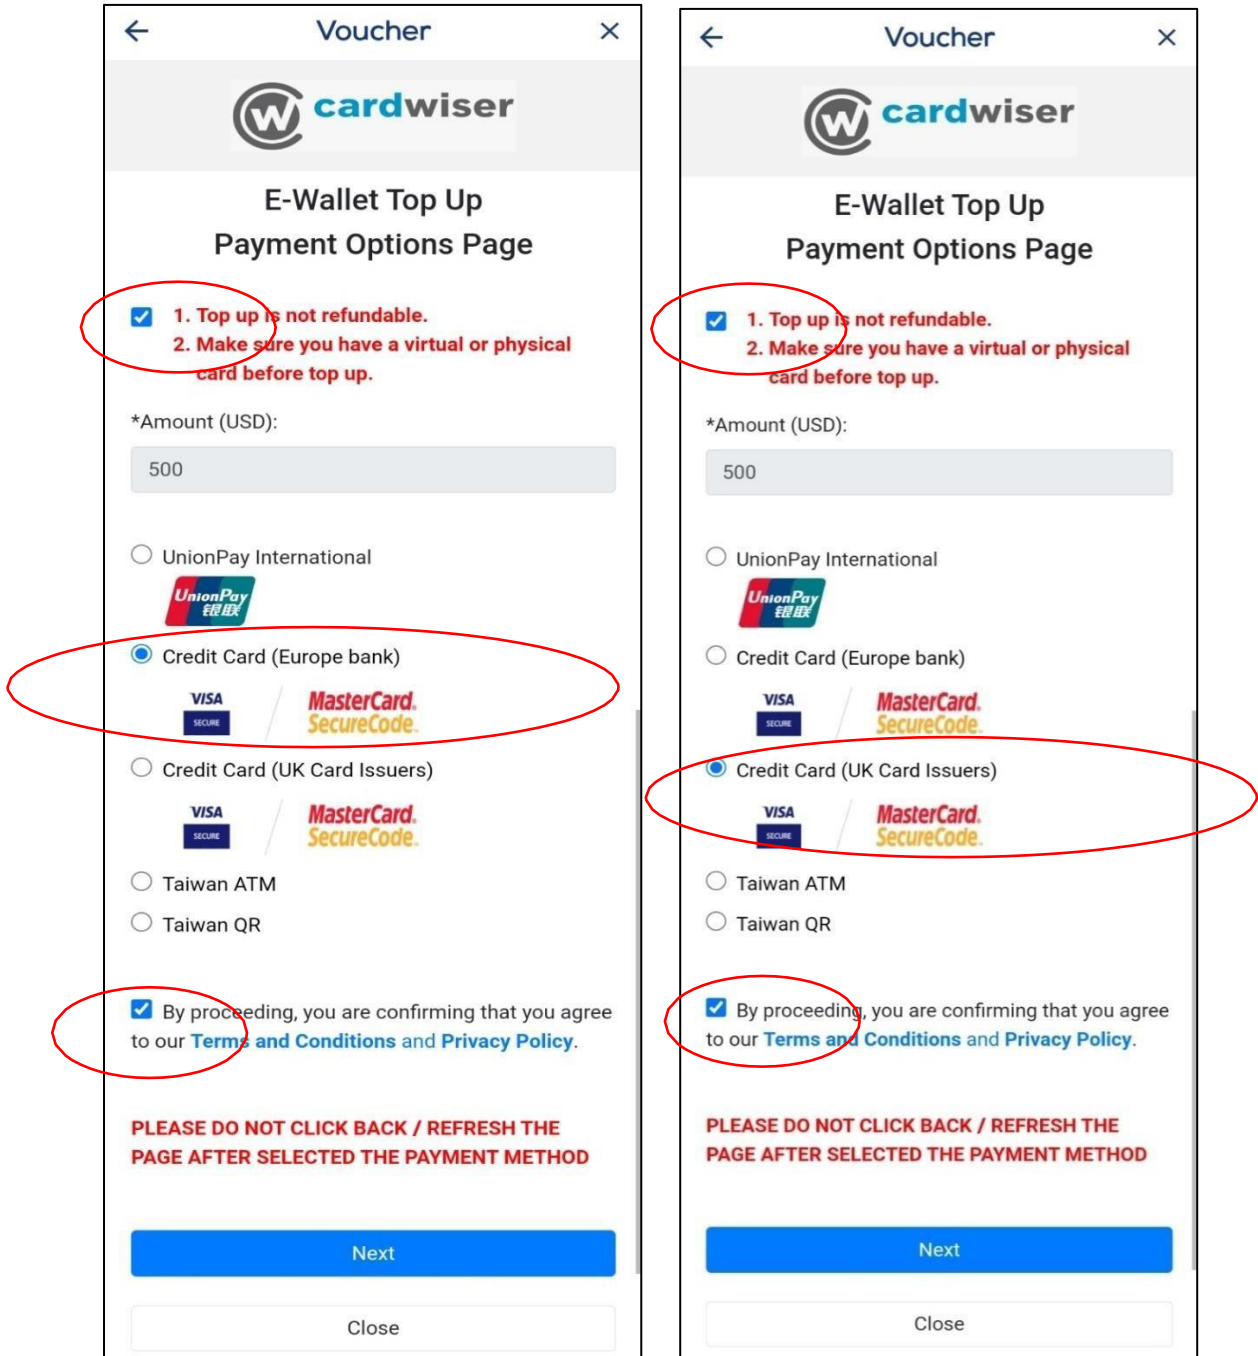 Voucher
cardwiser
E-Wallet Top Up
Payment Options Page
1. Top up is not refundable.
2. Make sure you have a virtual or physical
card before top up.
*Amount (USD):
500
UnionPay International
UnionPay
银联
Credit Card (Europe bank)
VISA
SECURE
MasterCard.
SecureCode.
Credit Card (UK Card Issuers)
VISA
SECURE
MasterCard.
SecureCode.
Taiwan ATM
Taiwan QR
By proceeding, you are confirming that you agree
to our Terms and Conditions and Privacy Policy.
PLEASE DO NOT CLICK BACK / REFRESH THE
PAGE AFTER SELECTED THE PAYMENT METHOD
Next
Close
Voucher
cardwiser
E-Wallet Top Up
Payment Options Page
1. Top up is not refundable.
2. Make sure you have a virtual or physical
card before top up.
*Amount (USD):
500
UnionPay International
UnionPay
银联
Credit Card (Europe bank)
VISA
SECURE
MasterCard.
SecureCode.
Credit Card (UK Card Issuers)
VISA
SECURE
MasterCard.
SecureCode.
Taiwan ATM
Taiwan QR
By proceeding, you are confirming that you agree
to our Terms and Conditions and Privacy Policy.
PLEASE DO NOT CLICK BACK / REFRESH THE
PAGE AFTER SELECTED THE PAYMENT METHOD
Next
Close